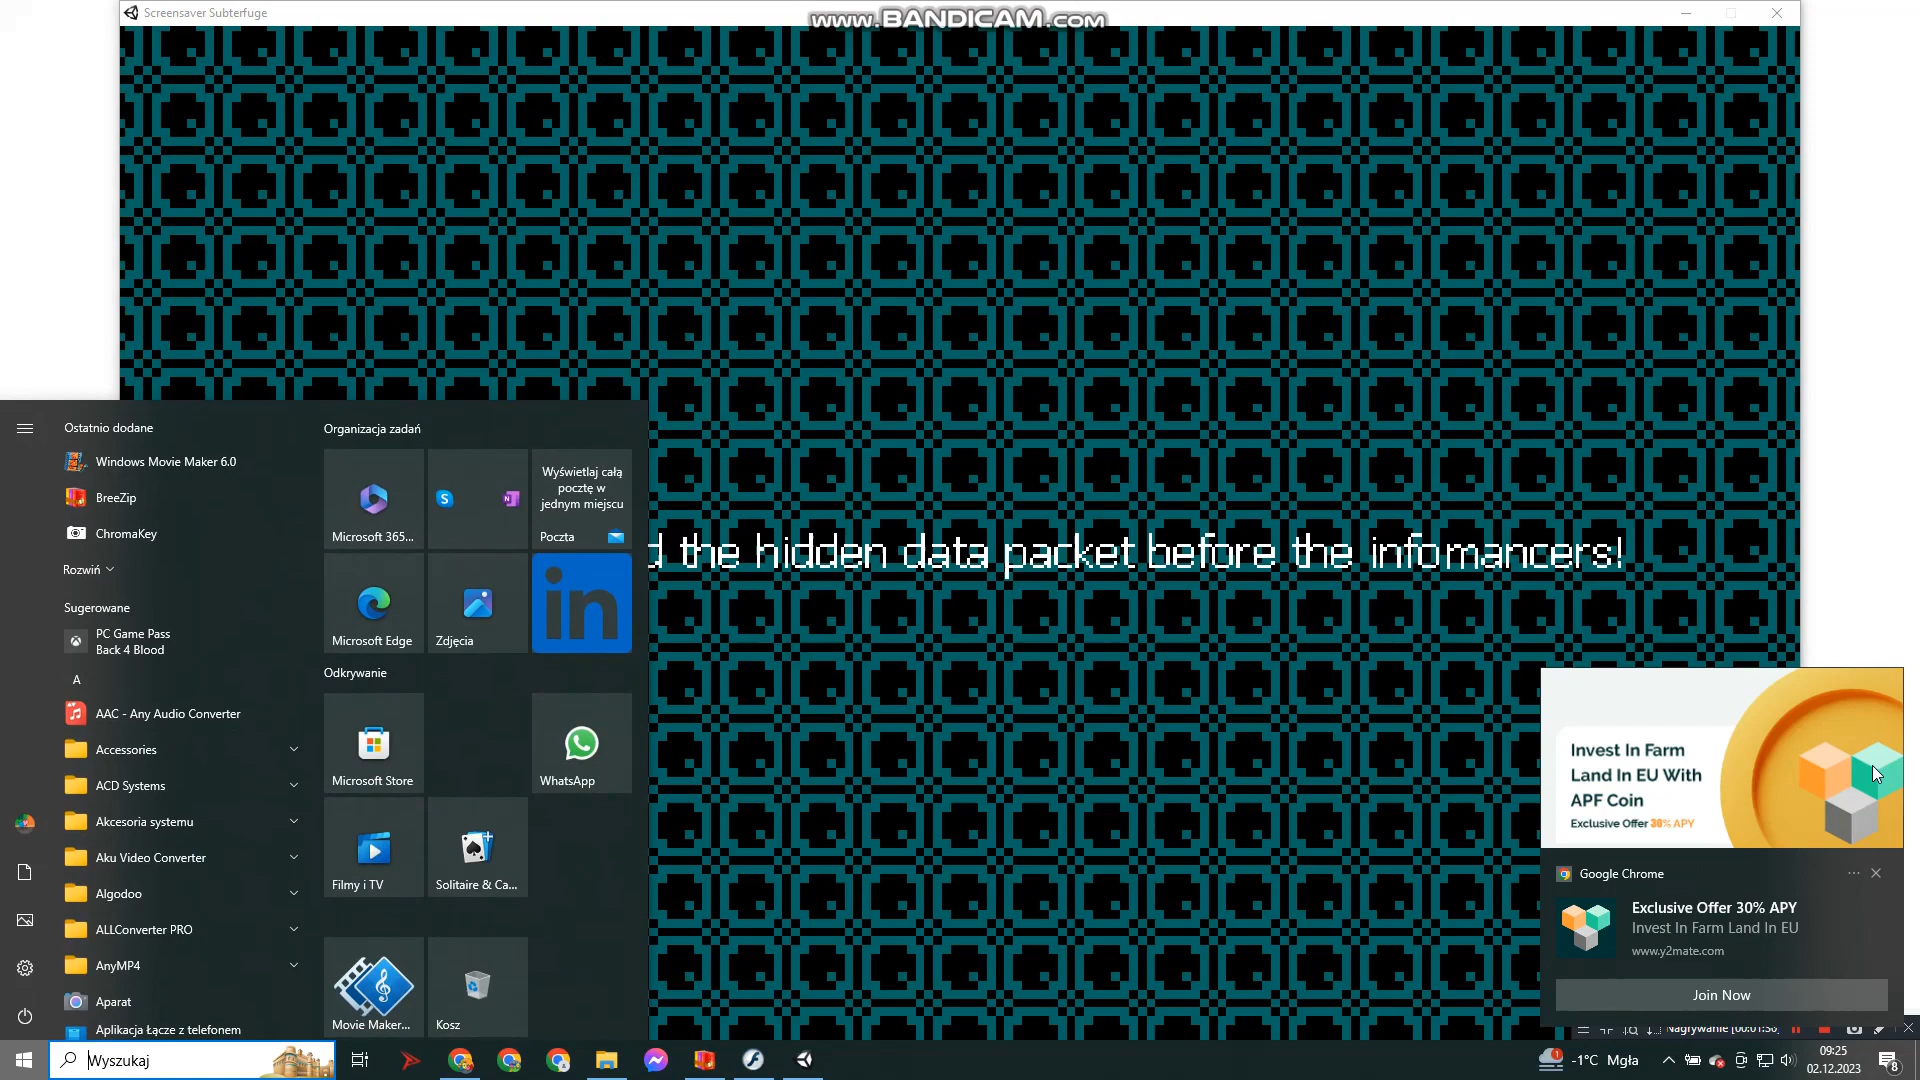 Screensaver Subterfuge
www.BANDICAM.com
d the hidden data packet before the infomancers!
Ostatnio dodane
Windows Movie Maker 6.0
BreeZip
ChromaKey
Rozwiń
Sugerowane
PC Game Pass
Back 4 Blood
A
AAC - Any Audio Converter
Accessories
ACD Systems
Akcesoria systemu
Aku Video Converter
Algodoo
ALLConverter PRO
AnyMP4
Aparat
Aplikacja Łącze z telefonem
Organizacja zadań
Microsoft 365...
Wyświetlaj całą
pocztę w
jednym miejscu
Poczta
Microsoft Edge
Zdjęcia
in
Odkrywanie
Microsoft Store
WhatsApp
Filmy i TV
Solitaire & Ca...
Movie Maker...
Kosz
Invest In Farm
Land In EU With
APF Coin
Exclusive Offer 30% APY
Google Chrome
Exclusive Offer 30% APY
Invest In Farm Land In EU
www.y2mate.com
Join Now
Wyszukaj
-1°C Mgła
09:25
02.12.2023
8